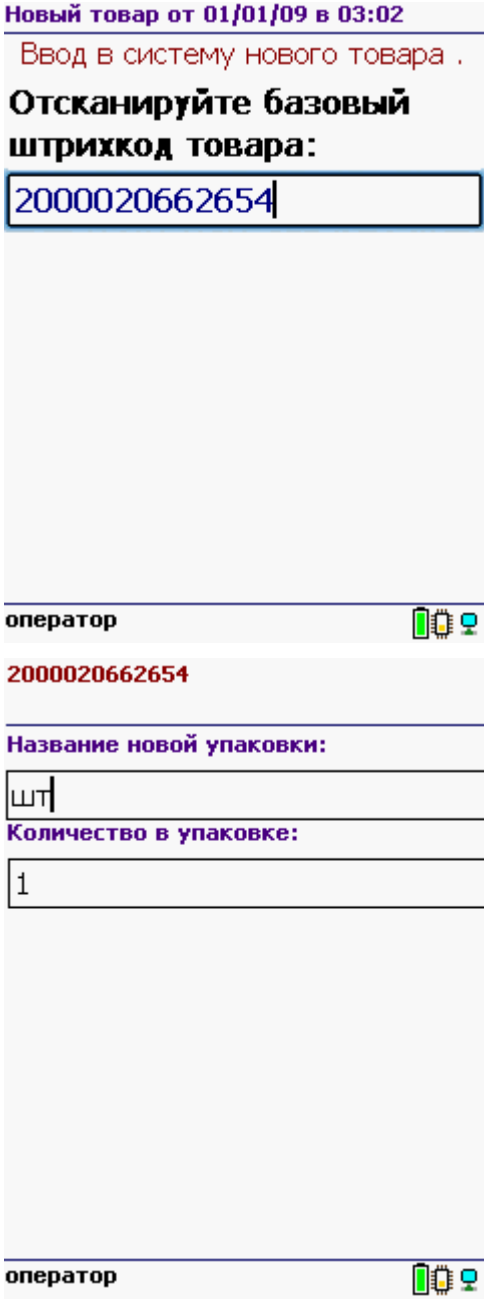 Новый товар от 01/01/09 в 03:02
Ввод в систему нового товара .
Отсканируйте базовый
штрихкод товара:
2000020662654
оператор
2000020662654
Название новой упаковки:
шт
Количество в упаковке:
1
оператор